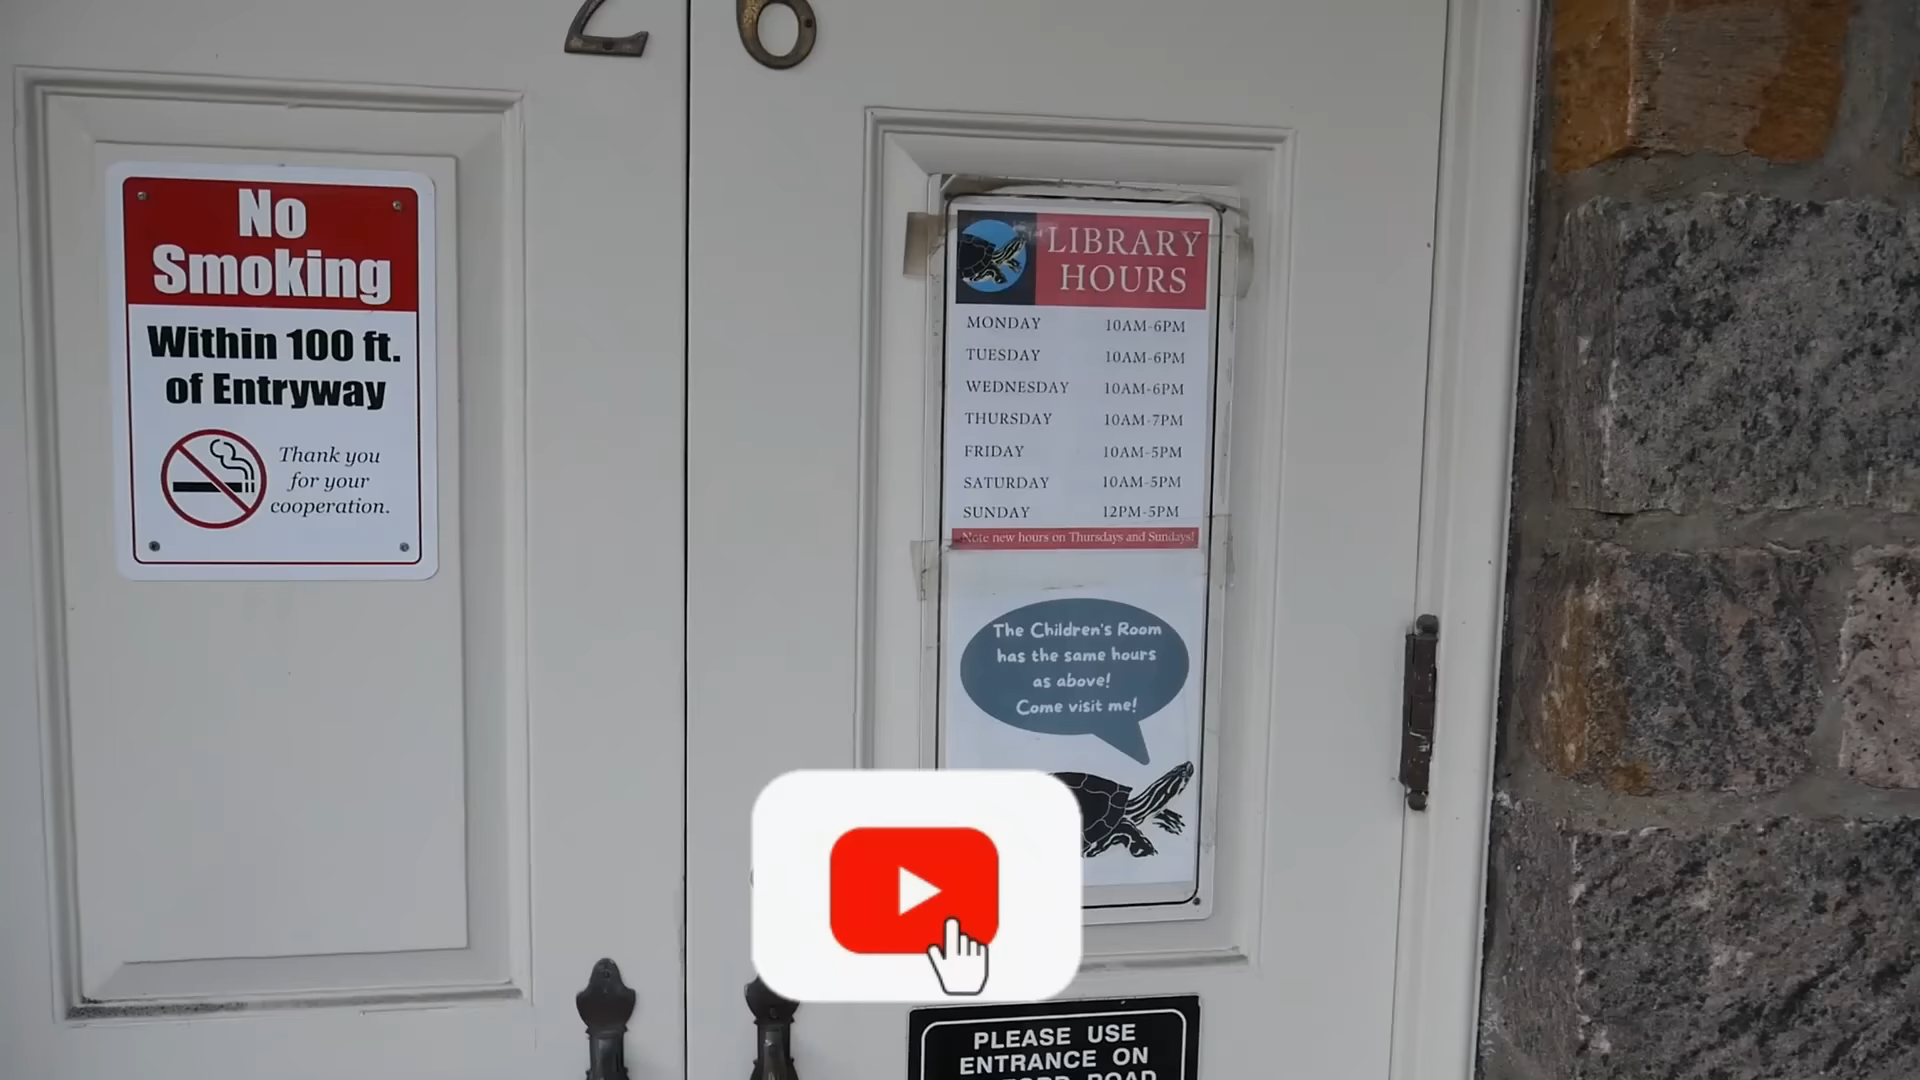 26
No
Smoking
Within 100 ft.
of Entryway
Thank you
for your
cooperation.
LIBRARY
HOURS
MONDAY 10AM-6PM
TUESDAY 10AM-6PM
WEDNESDAY 10AM-6PM
THURSDAY 10AM-7PM
FRIDAY 10AM-5PM
SATURDAY 10AM-5PM
SUNDAY 12PM-5PM
Note new hours on Thursdays and Sundays!
The Children's Room
has the same hours
as above!
Come visit me!
PLEASE USE
ENTRANCE ON
ROAD